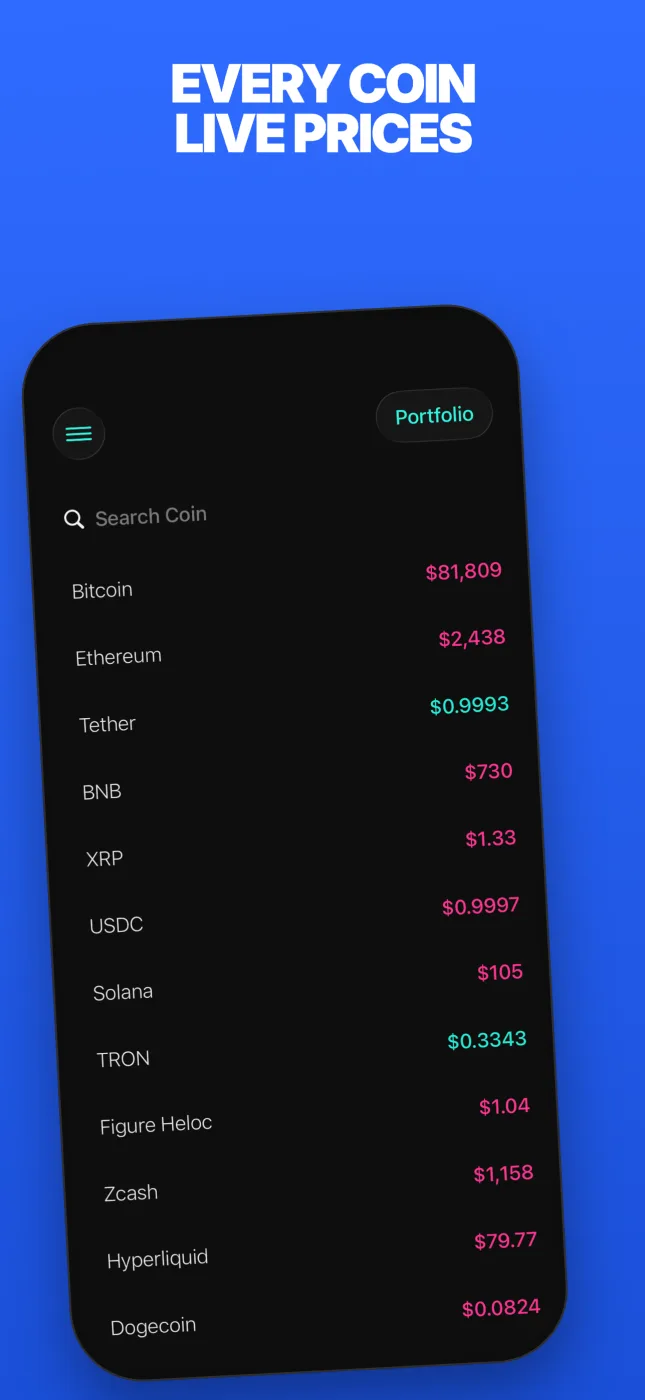 EVERY COIN
LIVE PRICES
Portfolio
Search Coin
Bitcoin $81,809
Ethereum $2,438
Tether $0.9993
BNB $730
XRP $1.33
USDC $0.9997
Solana $105
TRON $0.3343
Figure Heloc $1.04
Zcash $1,158
Hyperliquid $79.77
Dogecoin $0.0824